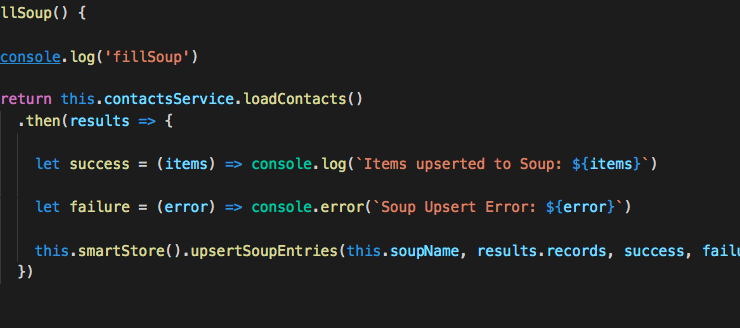 llSoup() {
console.log('fillSoup')
return this.contactsService.loadContacts()
.then(results => {
let success = (items) => console.log(`Items upserted to Soup: ${items}`)
let failure = (error) => console.error(`Soup Upsert Error: ${error}`)
this.smartStore().upsertSoupEntries(this.soupName, results.records, success, failu
})